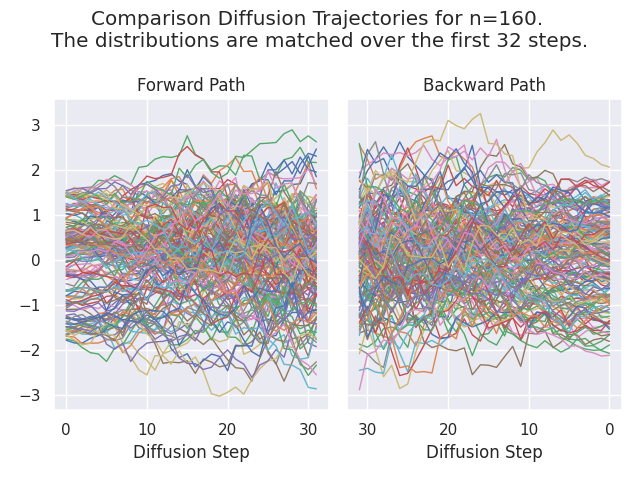 Comparison Diffusion Trajectories for n=160.
The distributions are matched over the first 32 steps.
Forward Path
Backward Path
3
2
1
0
−1
−2
−3
0 10 20 30
30 20 10 0
Diffusion Step
Diffusion Step